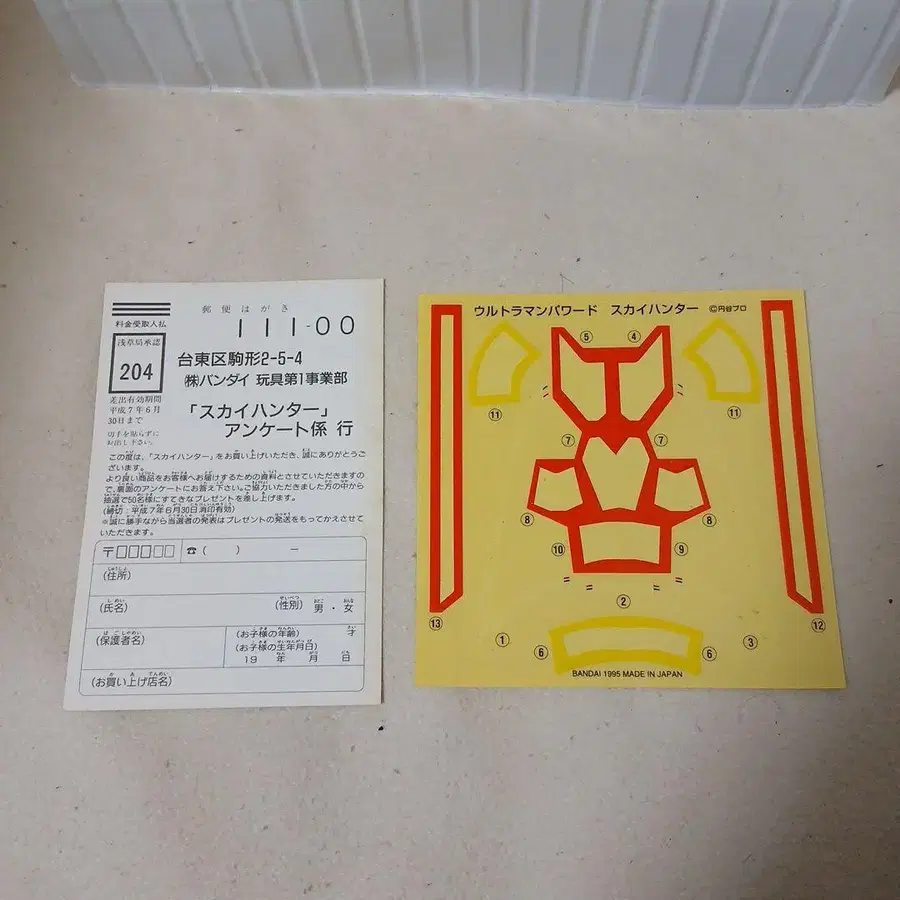 郵便はがき
111-00
料金受取人払
浅草局承認
204
差出有効期間
平成7年6月
30日まで
切手を貼らずに
お出し下さい。
台東区駒形2-5-4
㈱バンダイ 玩具第1事業部
「スカイハンター」
アンケート係 行
この度は、「スカイハンター」をお買い上げいただき、誠にありがとうご
ざいます。
より良い商品をお客様へお届けするための資料とさせていただきますの
で、裏面のアンケートにお答え下さい。ご協力いただきました方の中から
抽選で50名様にすてきなプレゼントを差し上げます。
(締切:平成7年6月30日消印有効)
※誠に勝手ながら当選者の発表はプレゼントの発送をもってかえさせて
いただきます。
〒□□□□□ ☎( ) ー
(住所)
(氏名) (性別) 男・女
(保護者名) (お子様の年齢) 才
(お子様の生年月日)
19 年 月 日
(お買い上げ店名)
ウルトラマンパワード スカイハンター ©円谷プロ
⑤ ④
⑪ ⑪
⑦ ⑦
⑧ ⑧
⑩ ⑨
②
⑬ ⑫
① ③
⑥ ⑥
BANDAI 1995 MADE IN JAPAN